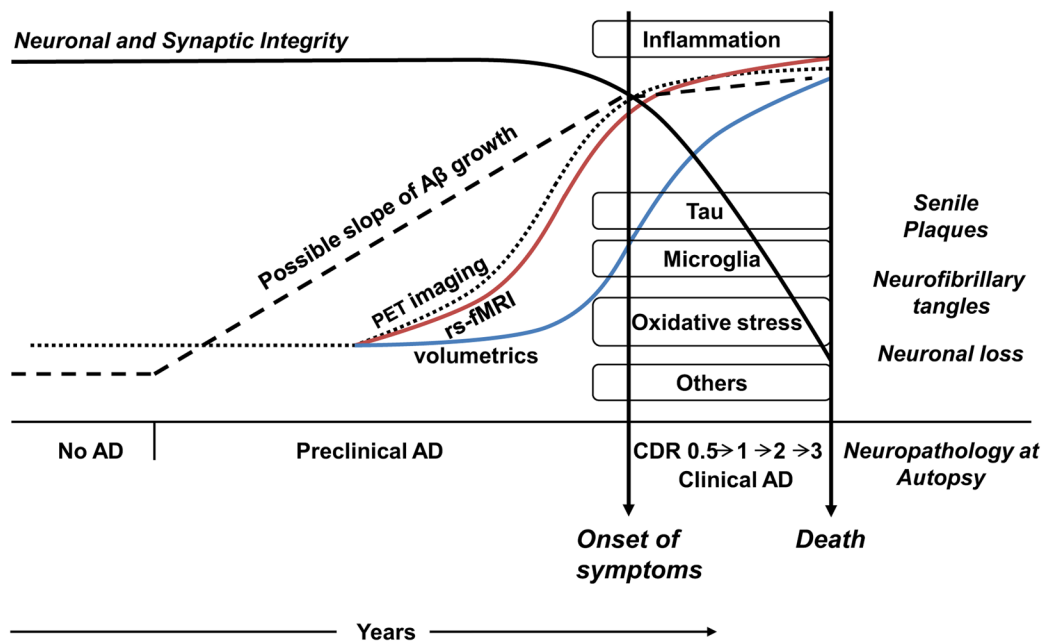 Neuronal and Synaptic Integrity
Inflammation
Possible slope of Aβ growth
Tau
Senile
Plaques
Microglia
PET imaging
Neurofibrillary
tangles
rs-fMRI
Oxidative stress
volumetrics
Neuronal loss
Others
No AD
Preclinical AD
CDR 0.5→1 →2 →3
Clinical AD
Neuropathology at
Autopsy
Onset of
symptoms
Death
Years